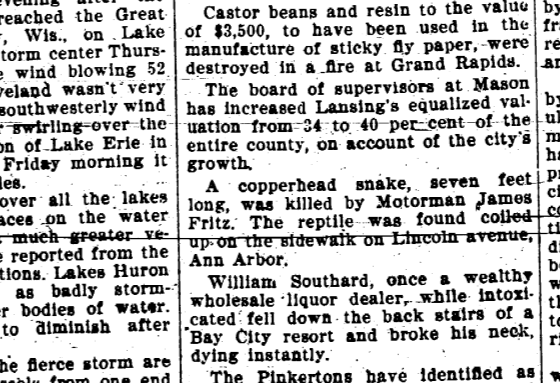 reached the Great
Wis., on Lake
storm center Thurs-
wind blowing 52
wasn't very
southwesterly wind
swirling over the
on of Lake Erie in
Friday morning it
over all the lakes
on the water
much greater ve-
reported from the
Lakes Huron
as badly storm-
bodies of water.
to diminish after
fierce storm are
from one end
Castor beans and resin to the value
of $3,500, to have been used in the
manufacture of sticky fly paper, were
destroyed in a fire at Grand Rapids.
The board of supervisors at Mason
has increased Lansing's equalized val-
uation from 34 to 40 per cent of the
entire county, on account of the city's
growth.
A copperhead snake, seven feet
long, was killed by Motorman James
Fritz. The reptile was found coiled
up on the sidewalk on Lincoln avenue,
Ann Arbor.
William Southard, once a wealthy
wholesale liquor dealer, while intoxi-
cated fell down the back stairs of a
Bay City resort and broke his neck,
dying instantly.
The Pinkertons have identified as